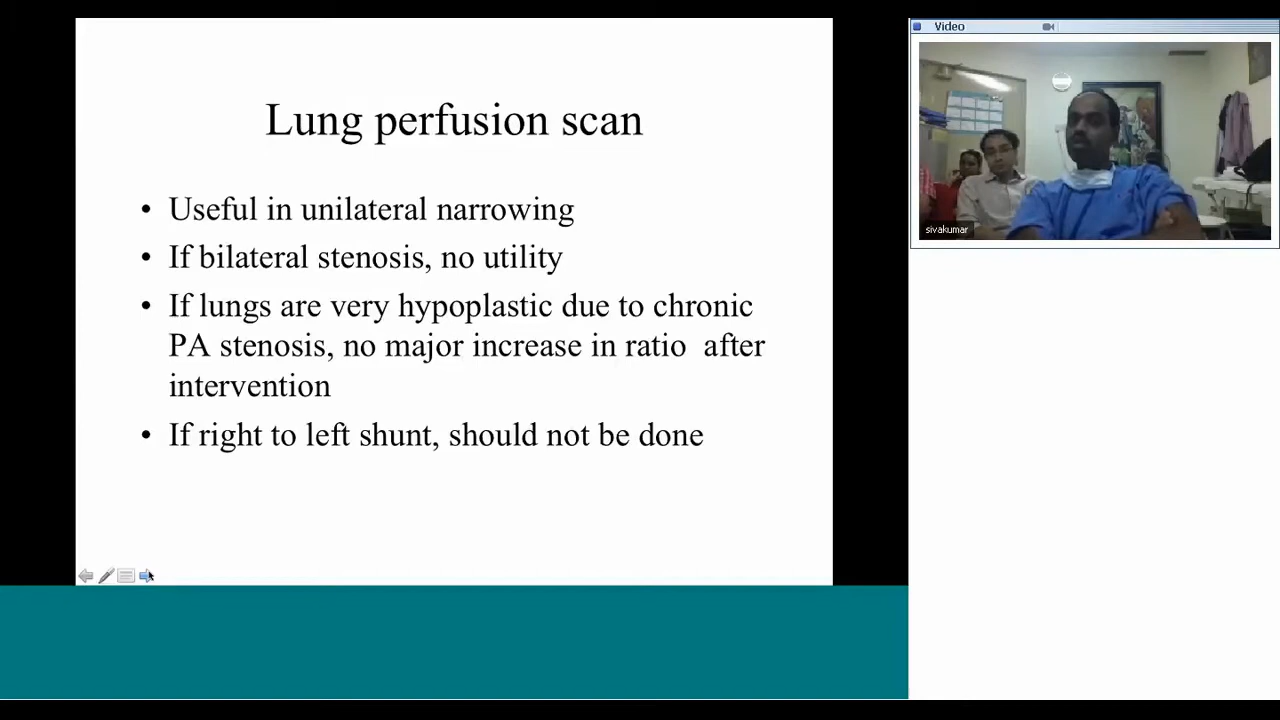 Lung perfusion scan
• Useful in unilateral narrowing
• If bilateral stenosis, no utility
• If lungs are very hypoplastic due to chronic
PA stenosis, no major increase in ratio after
intervention
• If right to left shunt, should not be done
Video
sivakumar